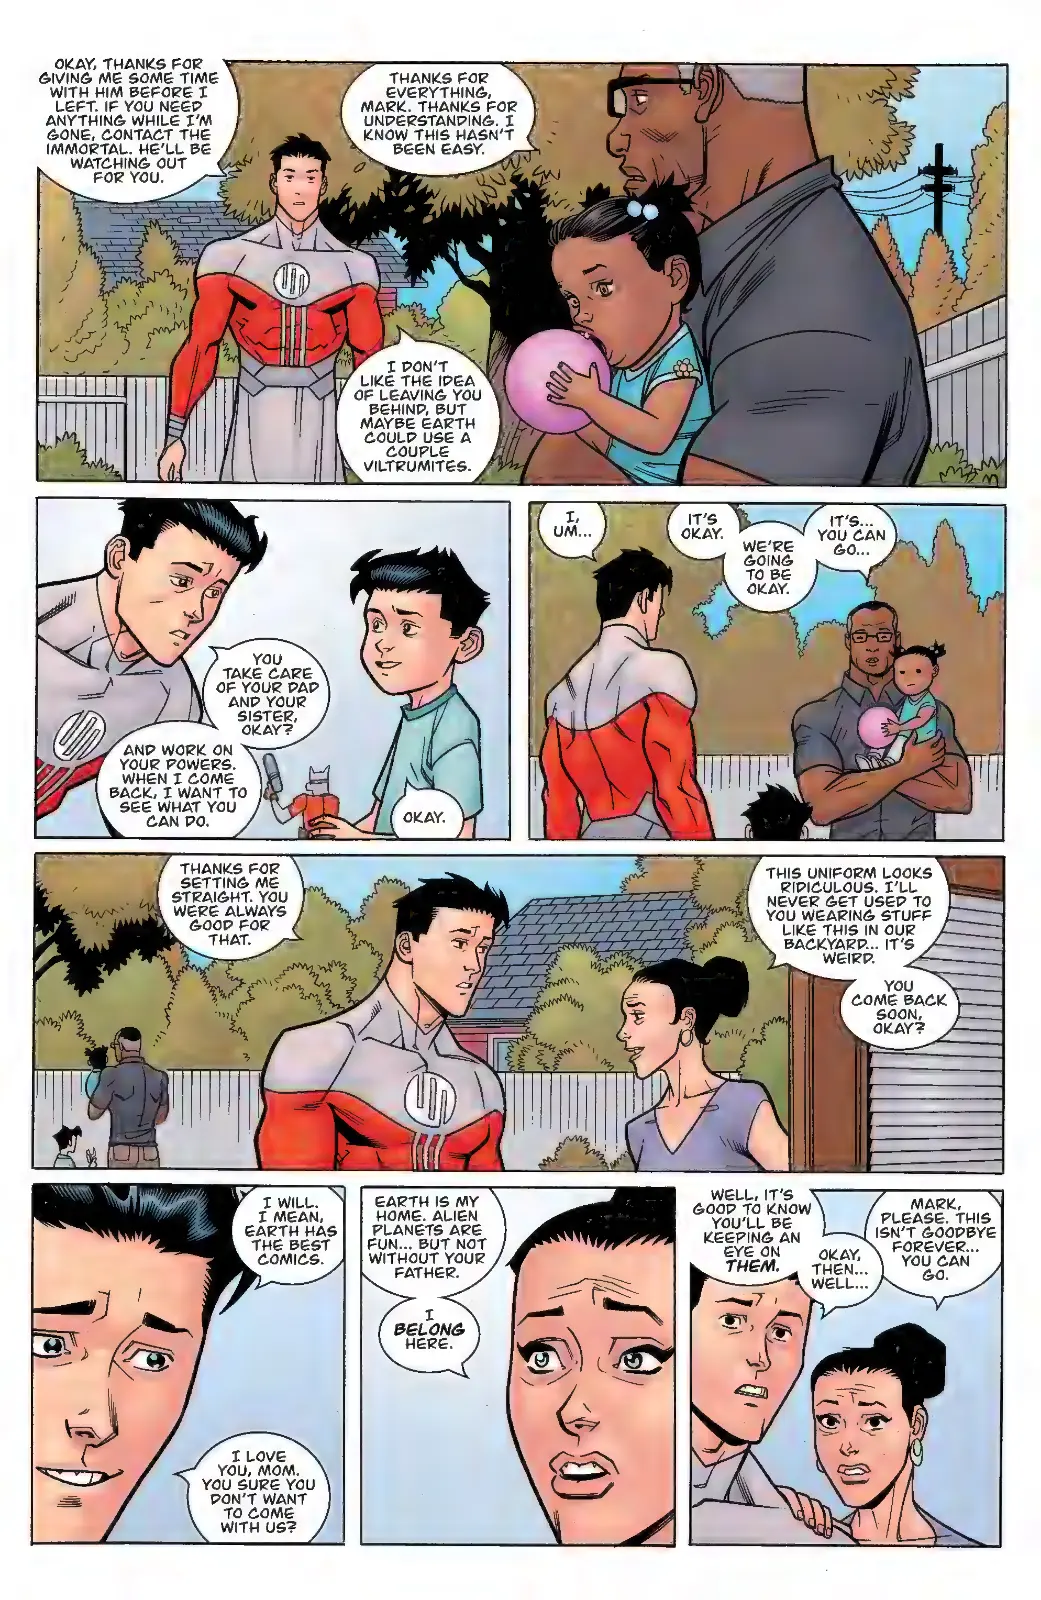 OKAY, THANKS FOR
GIVING ME SOME TIME
WITH HIM BEFORE I
LEFT. IF YOU NEED
ANYTHING WHILE I'M
GONE, CONTACT THE
IMMORTAL. HE'LL BE
WATCHING OUT
FOR YOU.
THANKS FOR
EVERYTHING,
MARK. THANKS FOR
UNDERSTANDING. I
KNOW THIS HASN'T
BEEN EASY.
I DON'T
LIKE THE IDEA
OF LEAVING YOU
BEHIND, BUT
MAYBE EARTH
COULD USE A
COUPLE
VILTRUMITES.
YOU
TAKE CARE
OF YOUR DAD
AND YOUR
SISTER,
OKAY?
AND WORK ON
YOUR POWERS.
WHEN I COME
BACK, I WANT TO
SEE WHAT YOU
CAN DO.
OKAY.
I,
UM...
IT'S
OKAY.
WE'RE
GOING
TO BE
OKAY.
IT'S...
YOU CAN
GO...
THANKS FOR
SETTING ME
STRAIGHT. YOU
WERE ALWAYS
GOOD FOR
THAT.
THIS UNIFORM LOOKS
RIDICULOUS. I'LL
NEVER GET USED TO
YOU WEARING STUFF
LIKE THIS IN OUR
BACKYARD... IT'S
WEIRD.
YOU
COME BACK
SOON,
OKAY?
I WILL.
I MEAN,
EARTH HAS
THE BEST
COMICS.
I LOVE
YOU, MOM.
YOU SURE YOU
DON'T WANT
TO COME
WITH US?
EARTH IS MY
HOME. ALIEN
PLANETS ARE
FUN... BUT NOT
WITHOUT YOUR
FATHER.
I
BELONG
HERE.
WELL, IT'S
GOOD TO KNOW
YOU'LL BE
KEEPING AN
EYE ON
THEM.
OKAY,
THEN...
WELL...
MARK,
PLEASE. THIS
ISN'T GOODBYE
FOREVER...
YOU CAN
GO.